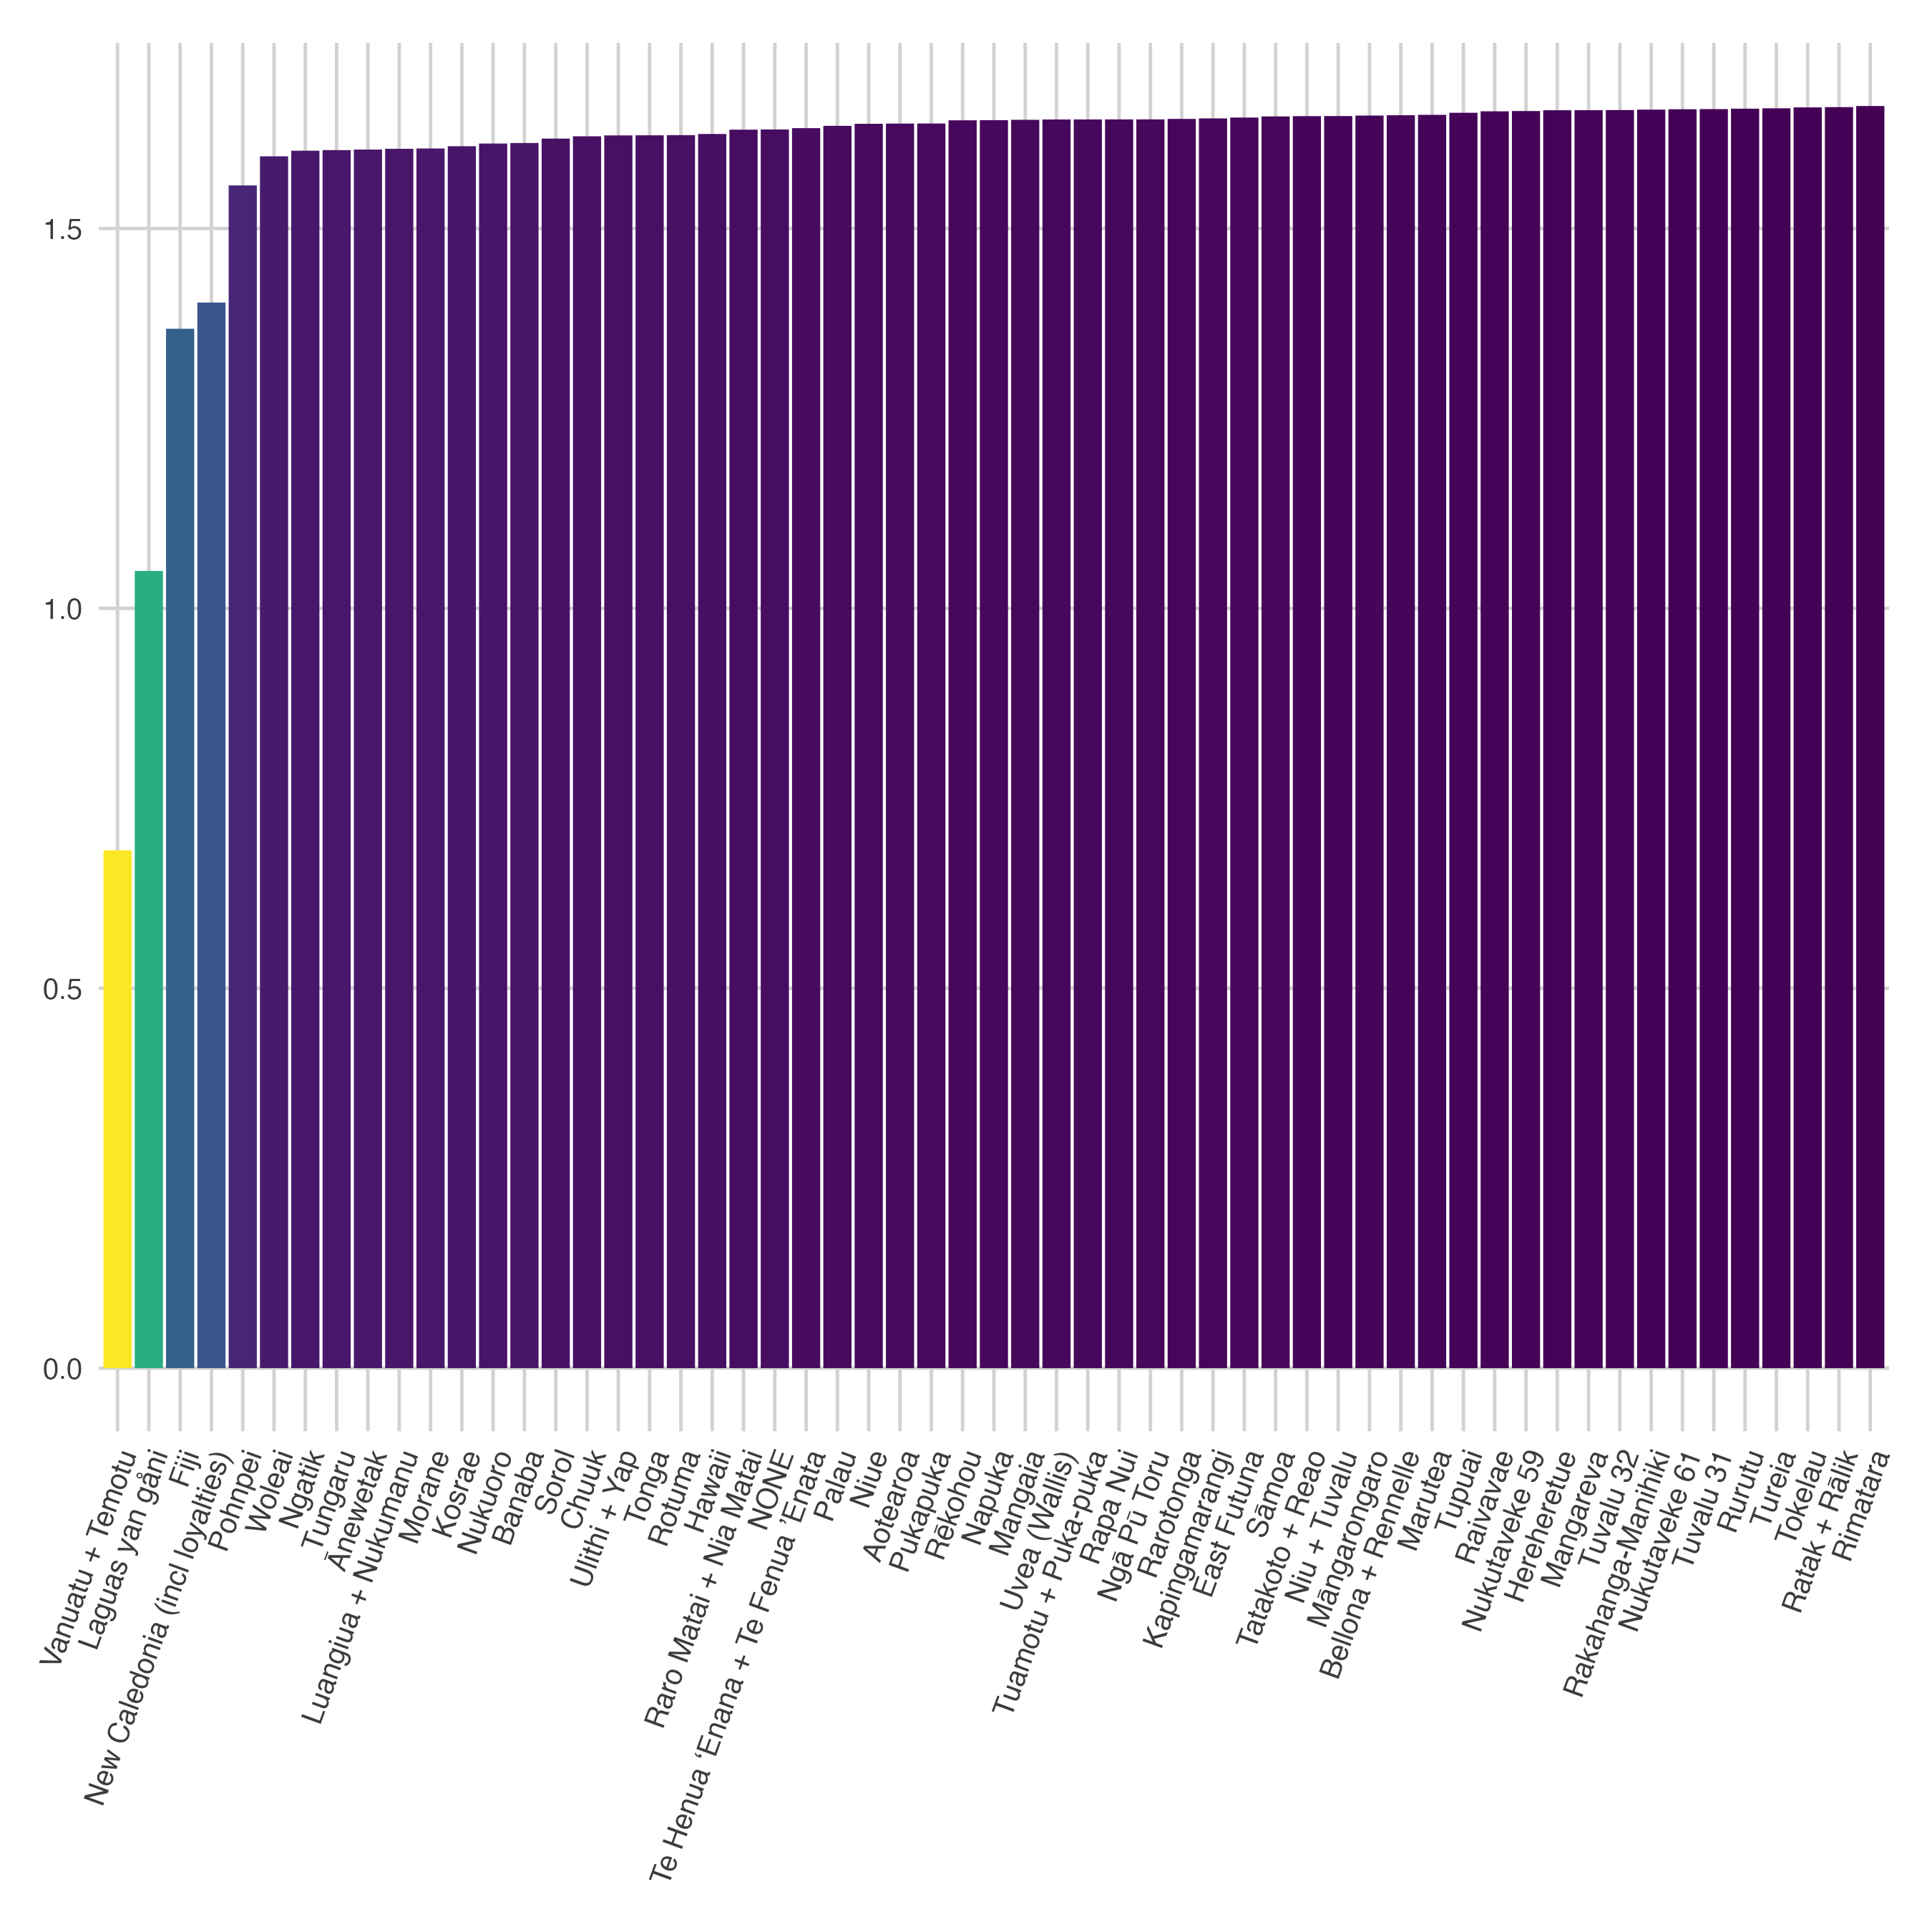 1.5
1.0
0.5
0.0
Vanuatu + Temotu
Laguas yan gåni
Fiji
New Caledonia (incl loyalties)
Pohnpei
Woleai
Ngatik
Tungaru
Ānewetak
Luangiua + Nukumanu
Morane
Kosrae
Nukuoro
Banaba
Sorol
Chuuk
Ulithi + Yap
Tonga
Rotuma
Hawaii
Raro Matai + Nia Matai
NONE
Te Henua ‘Enana + Te Fenua ’Enata
Palau
Niue
Aotearoa
Pukapuka
Rēkohou
Napuka
Mangaia
Uvea (Wallis)
Tuamotu + Puka-puka
Rapa Nui
Ngā Pū Toru
Rarotonga
Kapingamarangi
East Futuna
Sāmoa
Tatakoto + Reao
Niu + Tuvalu
Māngarongaro
Bellona + Rennelle
Marutea
Tupuai
Raivavae
Nukutaveke 59
Hereheretue
Mangareva
Tuvalu 32
Rakahanga-Manihiki
Nukutaveke 61
Tuvalu 31
Rurutu
Tureia
Tokelau
Ratak + Rālik
Rimatara